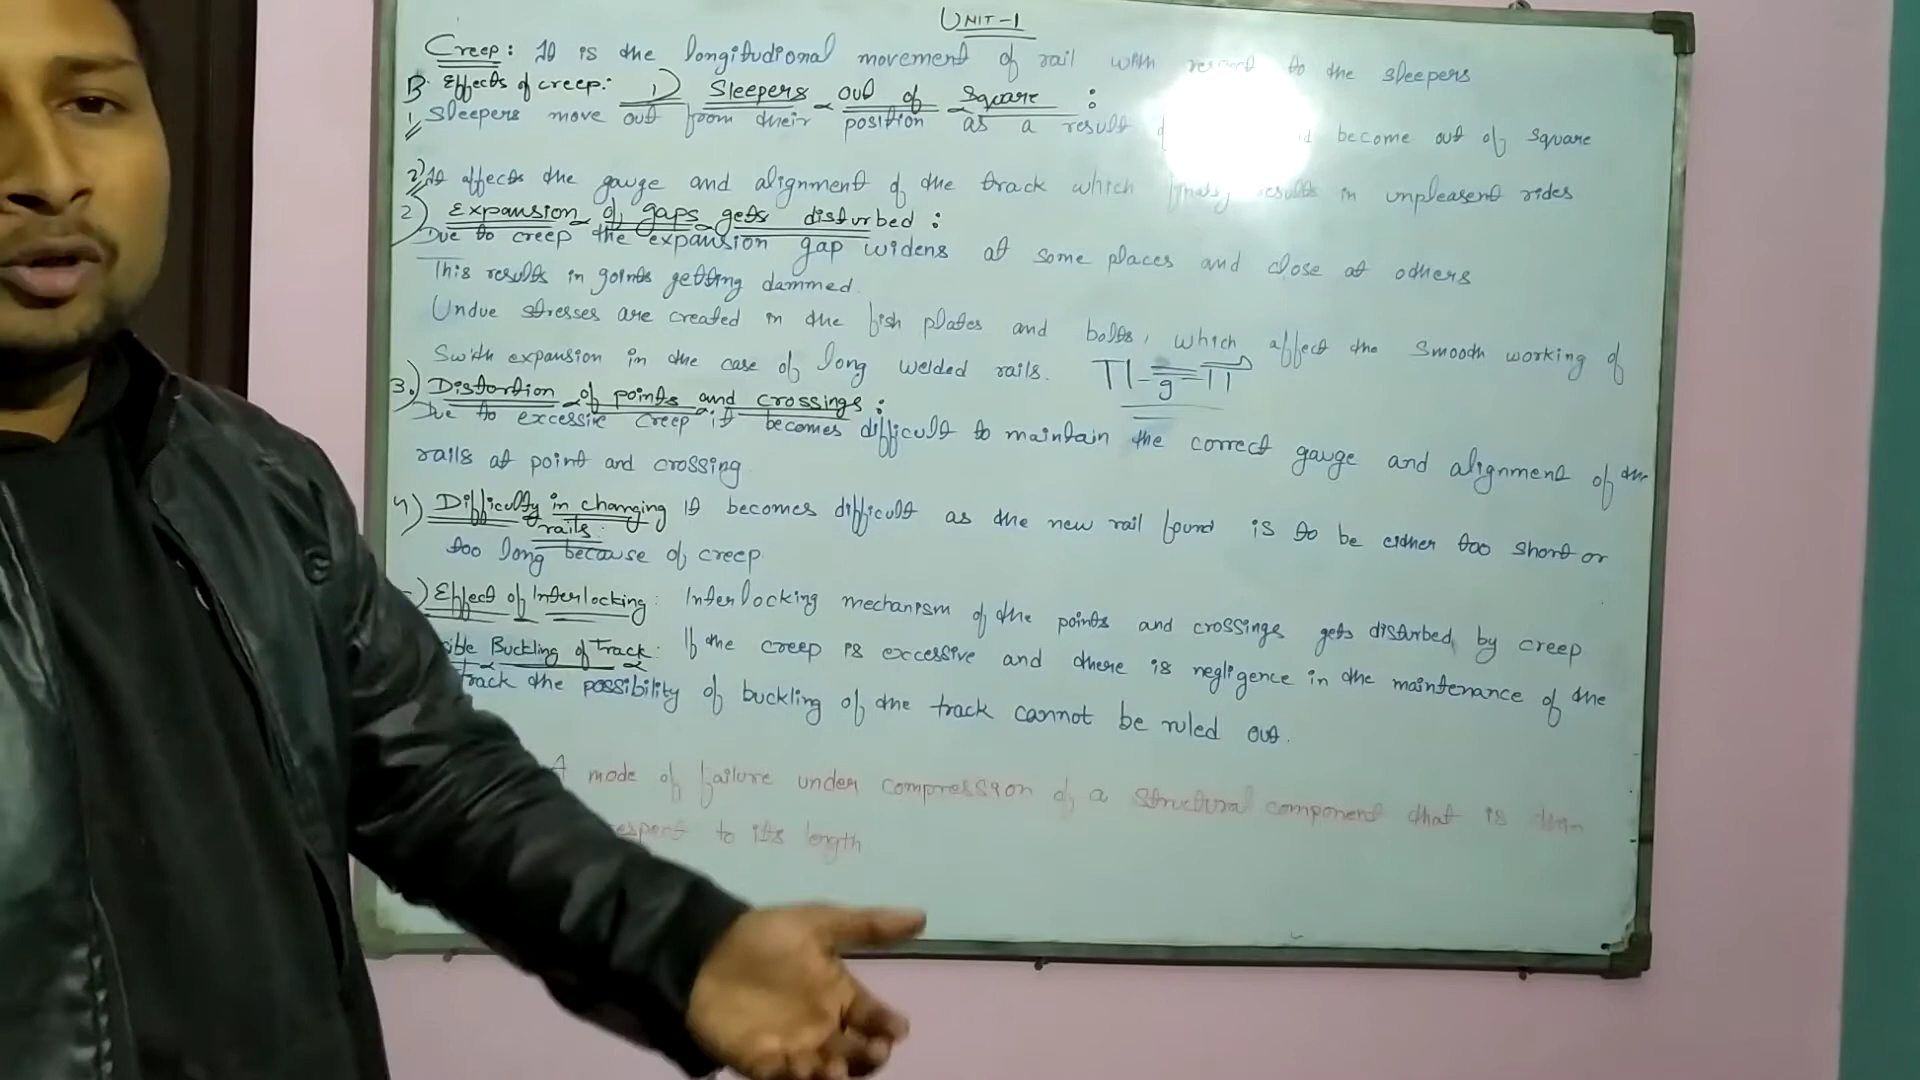 UNIT-1
Creep: It is the longitudional movement of rail with to the sleepers
B. Effects of creep: 1) Sleepers out of square :
1, Sleepers move out from their position as a result become out of square
2) It affects the gauge and alignment of the track which results in unpleasent rides
2) Expansion of gaps gets disturbed :
Due to creep the expansion gap widens at some places and close at others
This results in joints getting dammed.
Undue stresses are created in the fish plates and bolts, which affect the smooth working of
Swith expansion in the case of long welded rails. g
3.) Distortion of points and crossings :
Due to excessive creep it becomes difficult to maintain the correct gauge and alignment of the
rails at point and crossing
4) Difficulty in changing It becomes difficult as the new rail found is to be either too short or
rails:
too long because of creep
) Effect of Interlocking: Interlocking mechanism of the points and crossings gets disturbed by creep
Buckling of Track: If the creep is excessive and there is negligence in the maintenance of the
track the possibility of buckling of the track cannot be ruled out.
A mode of failure under compression of a structural component that is thin
to its length